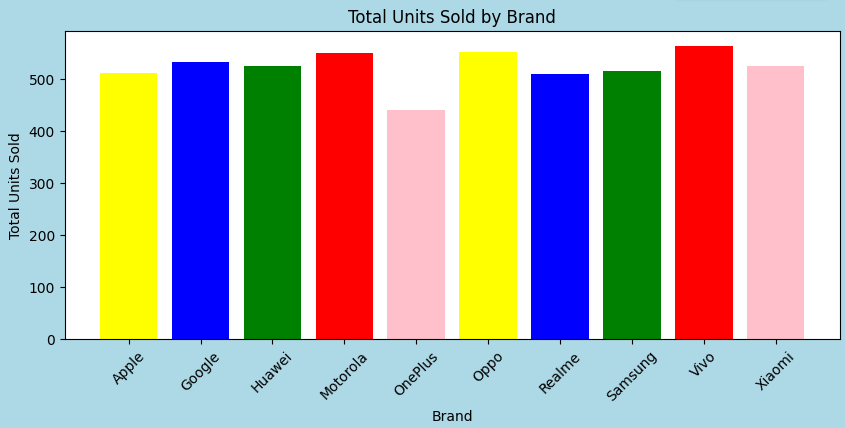 Total Units Sold by Brand
Total Units Sold
500
400
300
200
100
0
Apple
Google
Huawei
Motorola
OnePlus
Oppo
Realme
Samsung
Vivo
Xiaomi
Brand